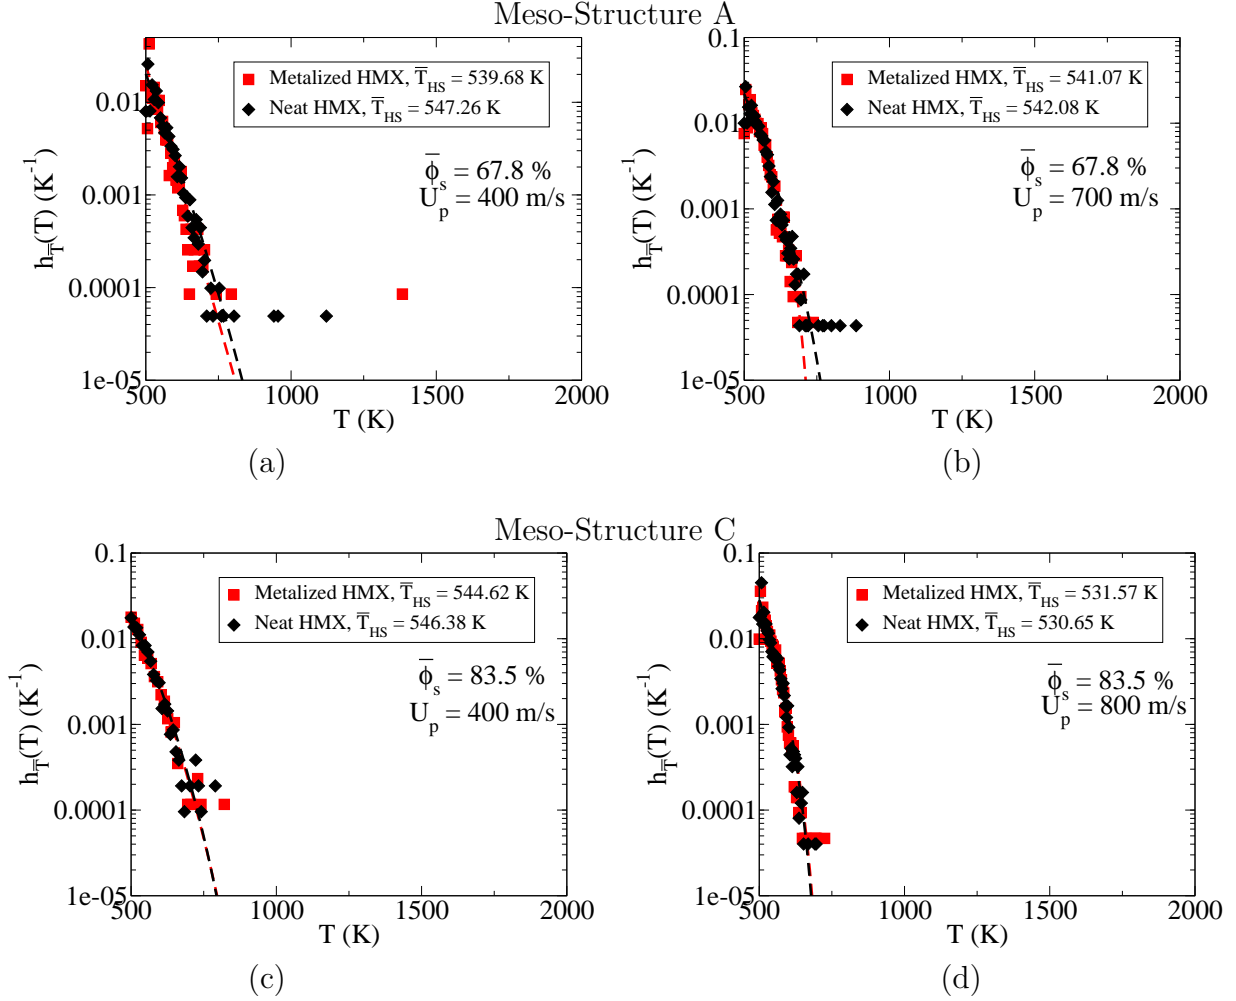 Meso-Structure A
0.01
0.001
0.0001
1e-05
h_T̅(T) (K⁻¹)
Metalized HMX, T̅_HS = 539.68 K
Neat HMX, T̅_HS = 547.26 K
ϕ̅_s = 67.8 %
U_p = 400 m/s
500 1000 1500 2000
T (K)
(a)
0.1
0.01
0.001
0.0001
1e-05
h_T̅(T) (K⁻¹)
Metalized HMX, T̅_HS = 541.07 K
Neat HMX, T̅_HS = 542.08 K
ϕ̅_s = 67.8 %
U_p = 700 m/s
500 1000 1500 2000
T (K)
(b)
Meso-Structure C
0.1
0.01
0.001
0.0001
1e-05
h_T̅(T) (K⁻¹)
Metalized HMX, T̅_HS = 544.62 K
Neat HMX, T̅_HS = 546.38 K
ϕ̅_s = 83.5 %
U_p = 400 m/s
500 1000 1500 2000
T (K)
(c)
0.1
0.01
0.001
0.0001
1e-05
h_T̅(T) (K⁻¹)
Metalized HMX, T̅_HS = 531.57 K
Neat HMX, T̅_HS = 530.65 K
ϕ̅_s = 83.5 %
U_p = 800 m/s
500 1000 1500 2000
T (K)
(d)